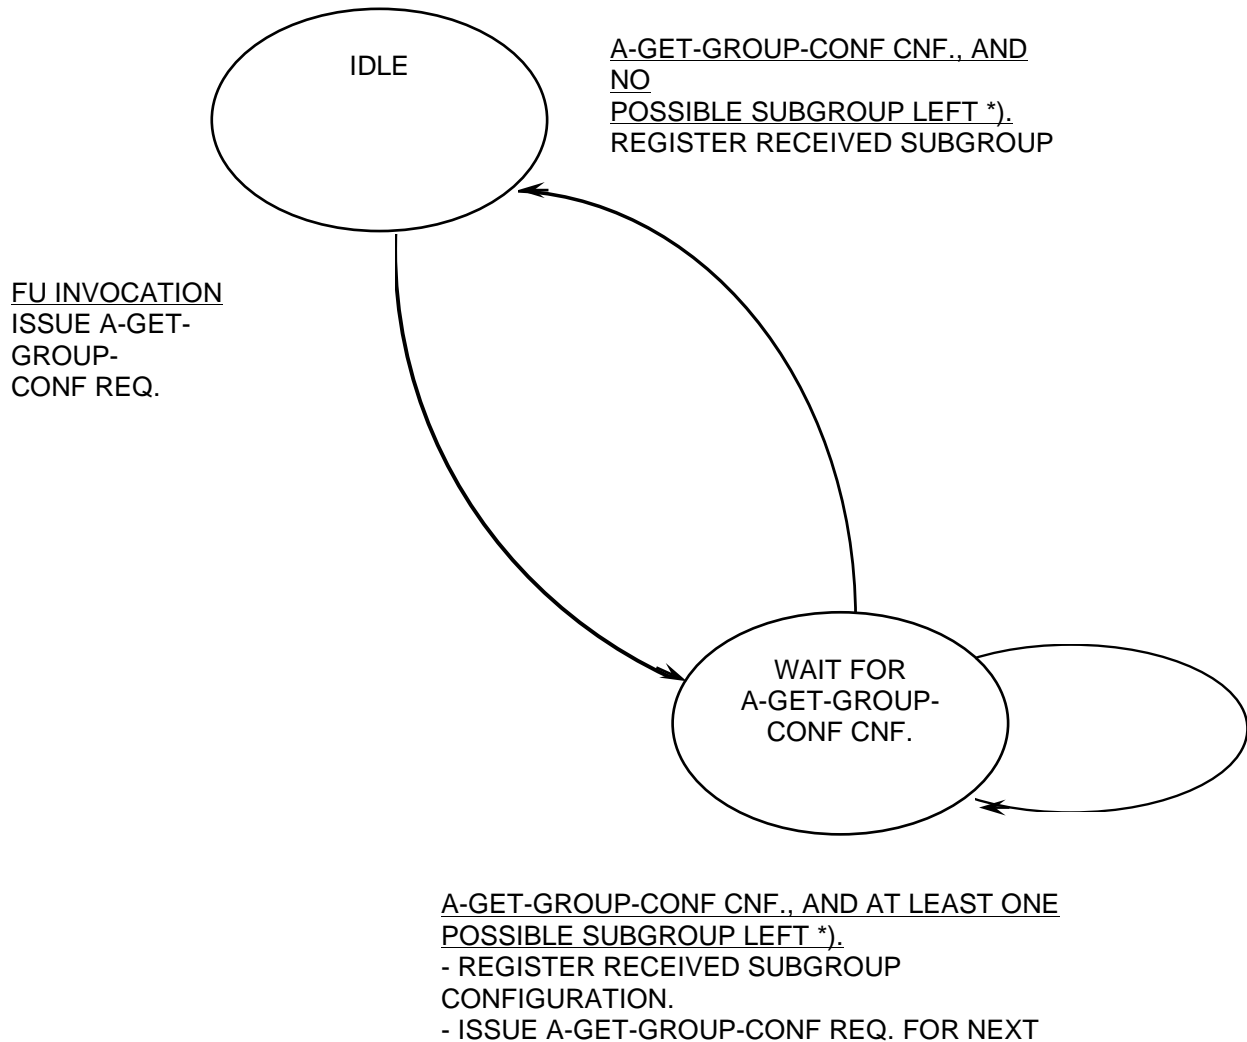 IDLE
A-GET-GROUP-CONF CNF., AND
NO
POSSIBLE SUBGROUP LEFT *).
REGISTER RECEIVED SUBGROUP
FU INVOCATION
ISSUE A-GET-
GROUP-
CONF REQ.
WAIT FOR
A-GET-GROUP-
CONF CNF.
A-GET-GROUP-CONF CNF., AND AT LEAST ONE
POSSIBLE SUBGROUP LEFT *).
- REGISTER RECEIVED SUBGROUP
CONFIGURATION.
- ISSUE A-GET-GROUP-CONF REQ. FOR NEXT